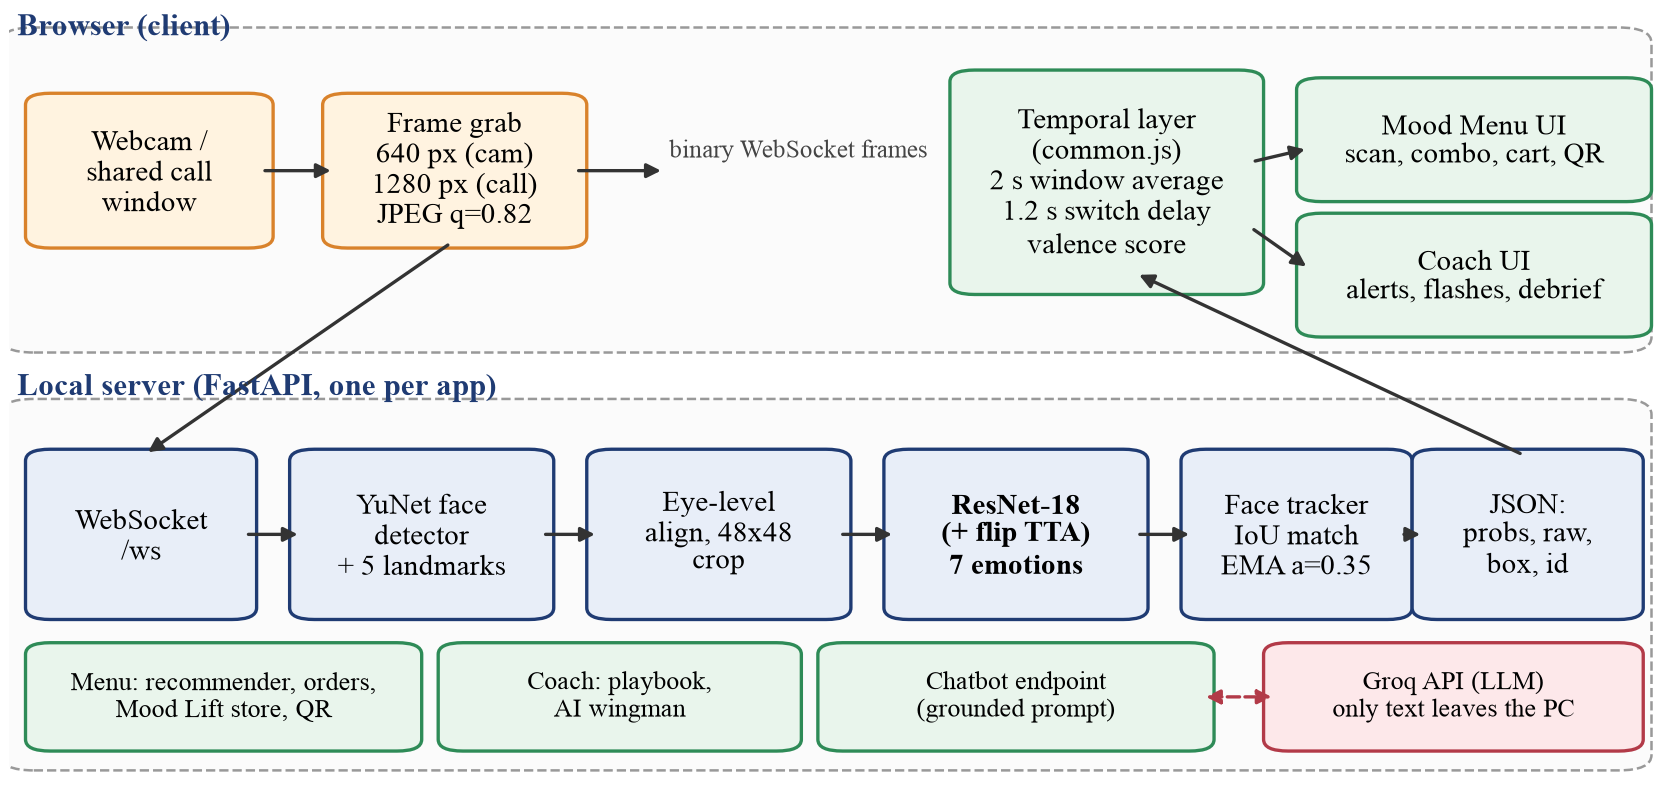 Browser (client)
Webcam /
shared call
window
Frame grab
640 px (cam)
1280 px (call)
JPEG q=0.82
binary WebSocket frames
Temporal layer
(common.js)
2 s window average
1.2 s switch delay
valence score
Mood Menu UI
scan, combo, cart, QR
Coach UI
alerts, flashes, debrief
Local server (FastAPI, one per app)
WebSocket
/ws
YuNet face
detector
+ 5 landmarks
Eye-level
align, 48x48
crop
ResNet-18
(+ flip TTA)
7 emotions
Face tracker
IoU match
EMA a=0.35
JSON:
probs, raw,
box, id
Menu: recommender, orders,
Mood Lift store, QR
Coach: playbook,
AI wingman
Chatbot endpoint
(grounded prompt)
Groq API (LLM)
only text leaves the PC